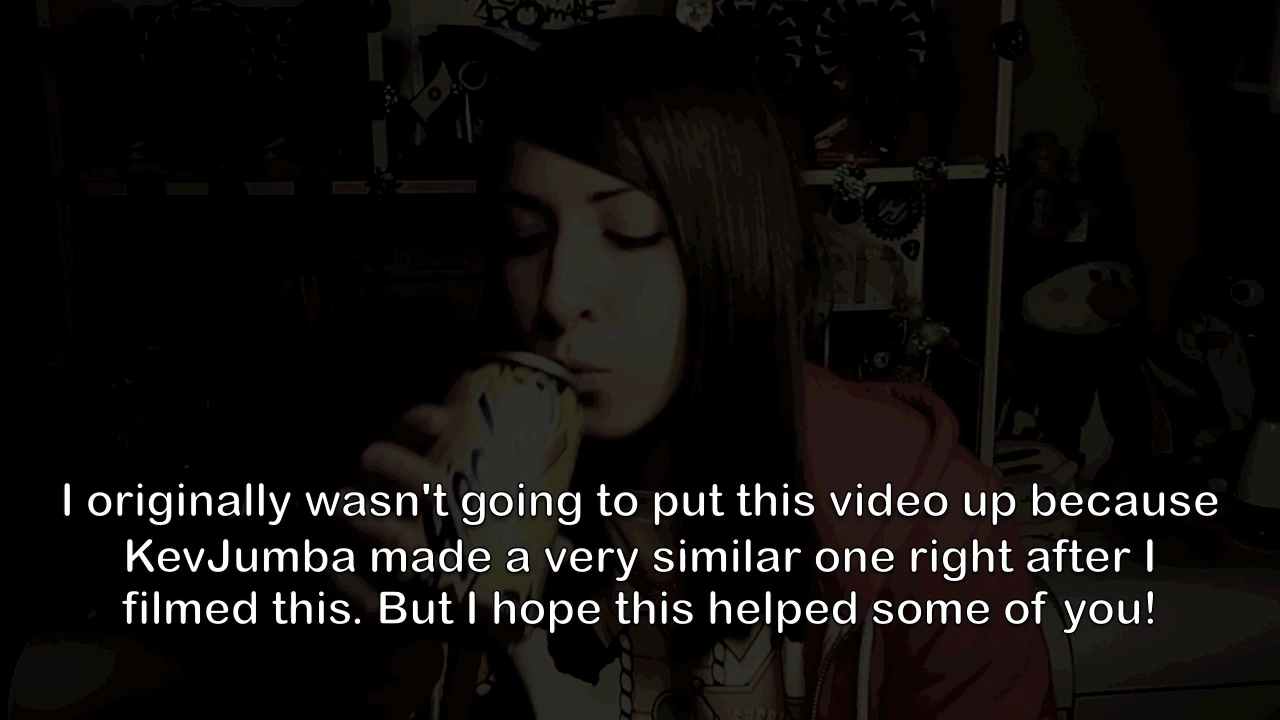 I originally wasn't going to put this video up because
KevJumba made a very similar one right after I
filmed this. But I hope this helped some of you!